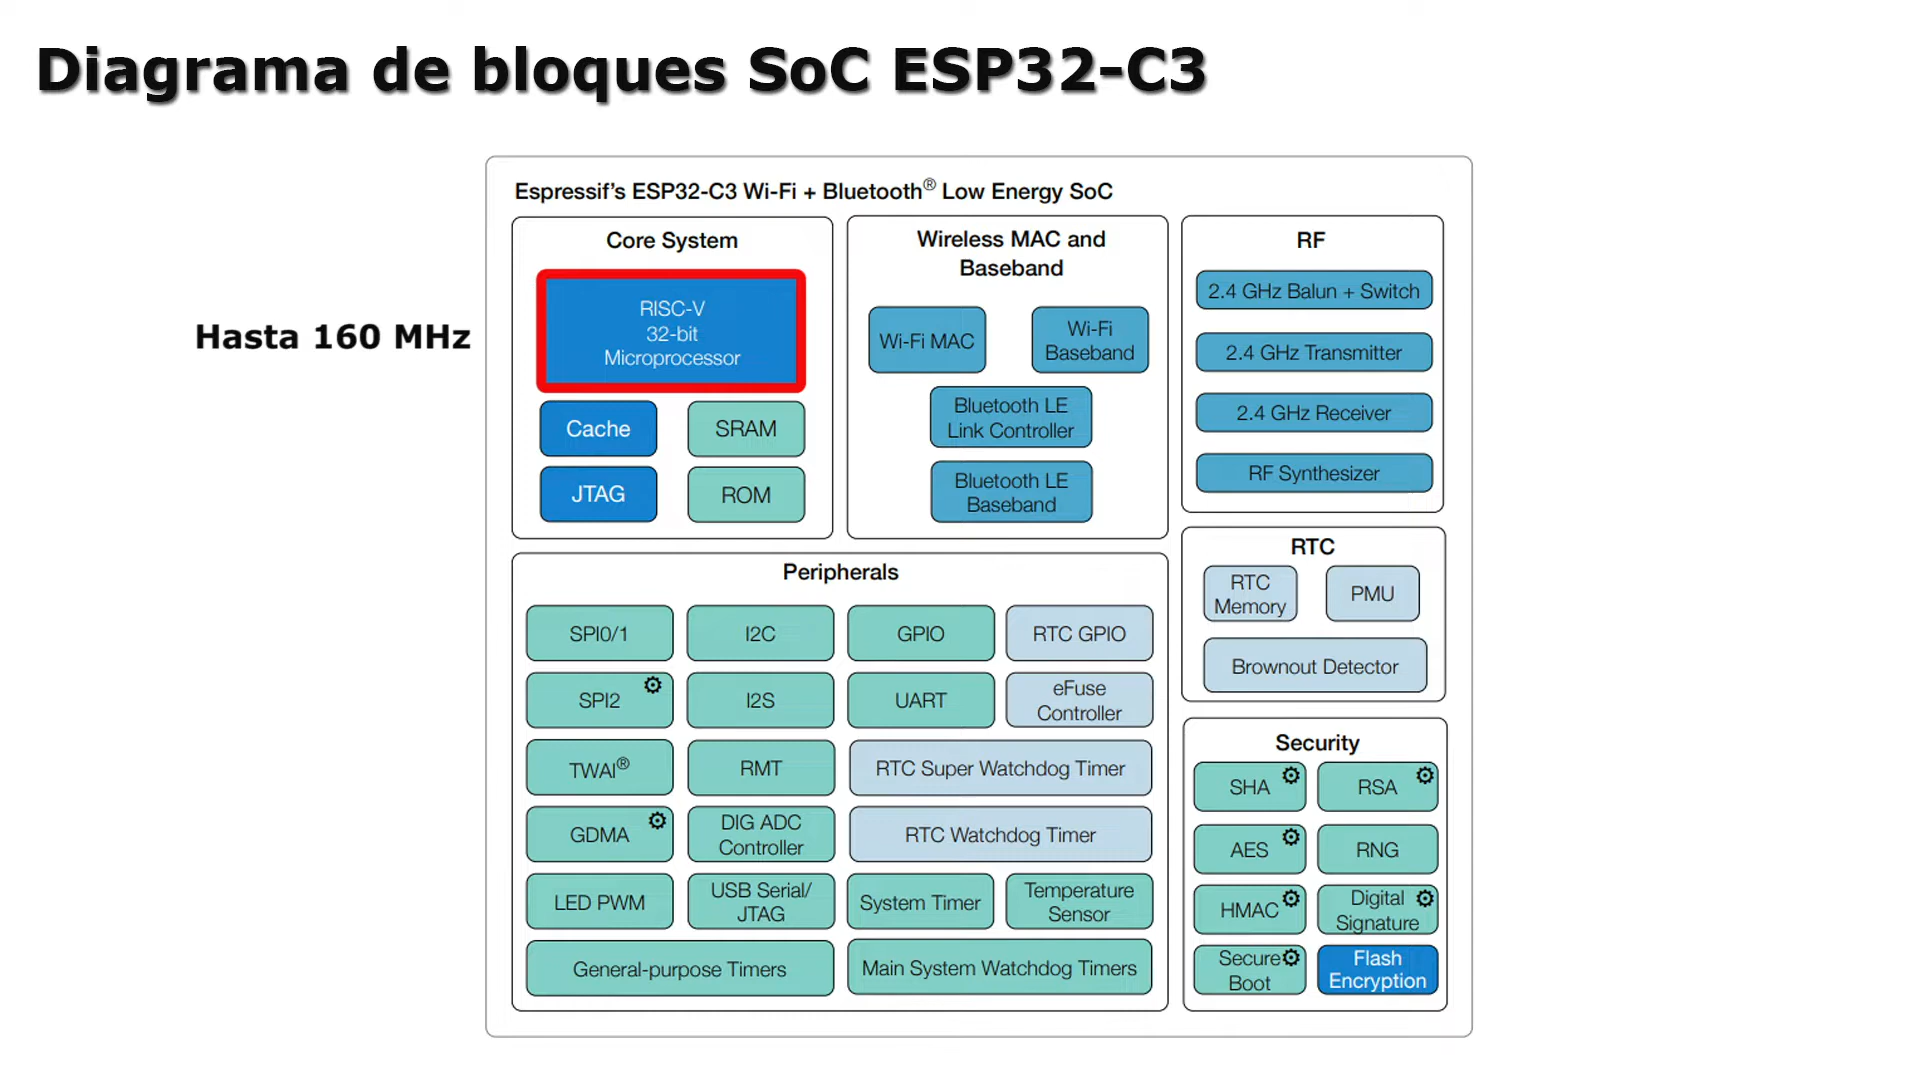 Diagrama de bloques SoC ESP32-C3
Hasta 160 MHz
Espressif's ESP32-C3 Wi-Fi + Bluetooth® Low Energy SoC
Core System
RISC-V
32-bit
Microprocessor
Cache
SRAM
JTAG
ROM
Wireless MAC and
Baseband
Wi-Fi MAC
Wi-Fi
Baseband
Bluetooth LE
Link Controller
Bluetooth LE
Baseband
RF
2.4 GHz Balun + Switch
2.4 GHz Transmitter
2.4 GHz Receiver
RF Synthesizer
Peripherals
SPI0/1
I2C
GPIO
RTC GPIO
SPI2
I2S
UART
eFuse
Controller
TWAI®
RMT
RTC Super Watchdog Timer
GDMA
DIG ADC
Controller
RTC Watchdog Timer
LED PWM
USB Serial/
JTAG
System Timer
Temperature
Sensor
General-purpose Timers
Main System Watchdog Timers
RTC
RTC
Memory
PMU
Brownout Detector
Security
SHA
RSA
AES
RNG
HMAC
Digital
Signature
Secure
Boot
Flash
Encryption